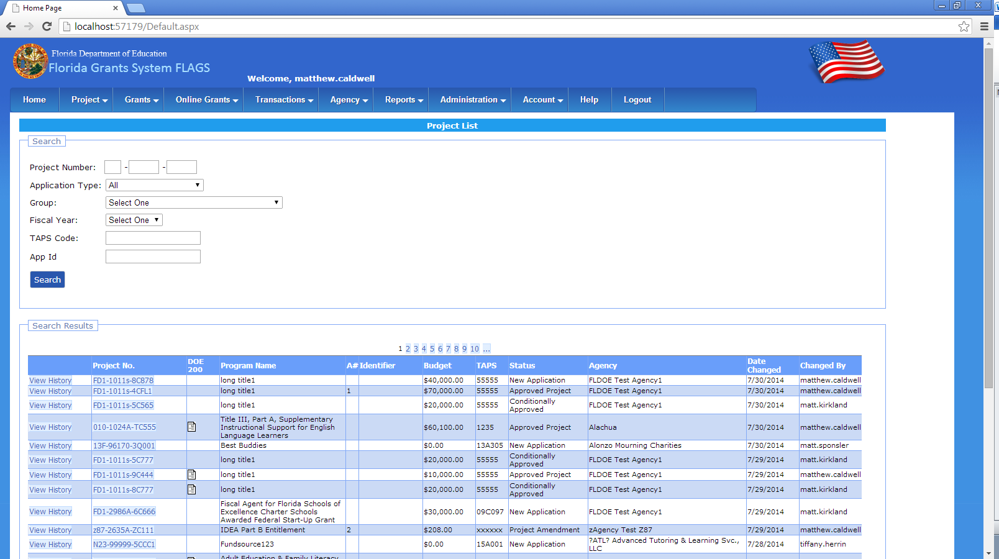 Home Page
localhost:57179/Default.aspx
Florida Department of Education
Florida Grants System FLAGS
Welcome, matthew.caldwell
Home Project Grants Online Grants Transactions Agency Reports Administration Account Help Logout
Project List
Search
Project Number: - -
Application Type: All
Group: Select One
Fiscal Year: Select One
TAPS Code:
App Id
Search
Search Results
1 2 3 4 5 6 7 8 9 10 ...
Project No. DOE 200 Program Name A# Identifier Budget TAPS Status Agency Date Changed Changed By
View History FD1-1011s-8C878 long title1 $40,000.00 55555 New Application FLDOE Test Agency1 7/30/2014 matthew.caldwell
View History FD1-1011s-4CFL1 long title1 1 $70,000.00 55555 Approved Project FLDOE Test Agency1 7/30/2014 matthew.caldwell
View History FD1-1011s-5C565 long title1 $20,000.00 55555 Conditionally Approved FLDOE Test Agency1 7/30/2014 matt.kirkland
View History 010-1024A-TC555 Title III, Part A, Supplementary Instructional Support for English Language Learners $60,100.00 1235 Approved Project Alachua 7/30/2014 matthew.caldwell
View History 13F-96170-3Q001 Best Buddies $0.00 13A305 New Application Alonzo Mourning Charities 7/30/2014 matt.sponsler
View History FD1-1011s-5C777 long title1 $20,000.00 55555 Conditionally Approved FLDOE Test Agency1 7/29/2014 matt.kirkland
View History FD1-1011s-9C444 long title1 $10,000.00 55555 Approved Project FLDOE Test Agency1 7/29/2014 matthew.caldwell
View History FD1-1011s-8C777 long title1 $20,000.00 55555 Conditionally Approved FLDOE Test Agency1 7/29/2014 matt.kirkland
View History FD1-2986A-6C666 Fiscal Agent for Florida Schools of Excellence Charter Schools Awarded Federal Start-Up Grant $30,000.00 09C097 New Application FLDOE Test Agency1 7/29/2014 matt.kirkland
View History z87-2635A-ZC111 IDEA Part B Entitlement 2 $208.00 xxxxxx Project Amendment zAgency Test Z87 7/29/2014 matthew.caldwell
View History N23-99999-5CCC1 Fundsource123 $0.00 15A001 New Application ?ATL? Advanced Tutoring & Learning Svc., LLC 7/28/2014 tiffany.herrin
Adult Education & Family Literacy